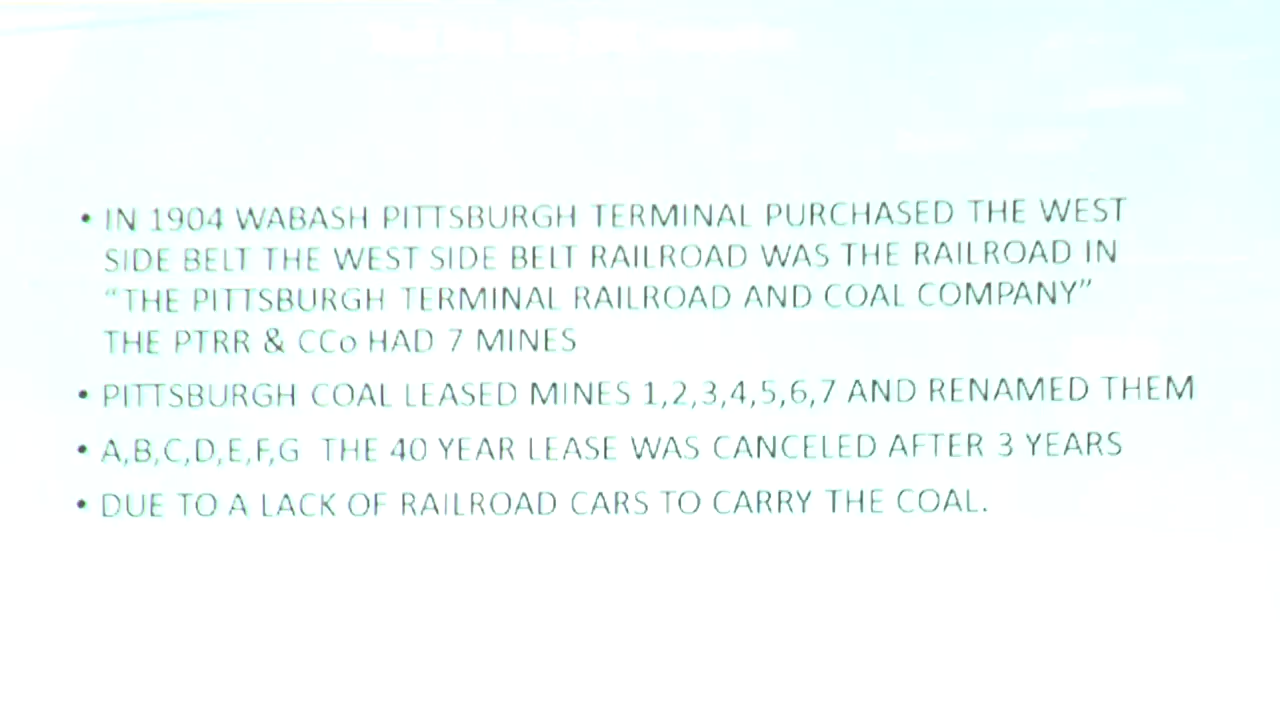 • IN 1904 WABASH PITTSBURGH TERMINAL PURCHASED THE WEST
SIDE BELT THE WEST SIDE BELT RAILROAD WAS THE RAILROAD IN
“THE PITTSBURGH TERMINAL RAILROAD AND COAL COMPANY”
THE PTRR & CCo HAD 7 MINES
• PITTSBURGH COAL LEASED MINES 1,2,3,4,5,6,7 AND RENAMED THEM
• A,B,C,D,E,F,G THE 40 YEAR LEASE WAS CANCELED AFTER 3 YEARS
• DUE TO A LACK OF RAILROAD CARS TO CARRY THE COAL.